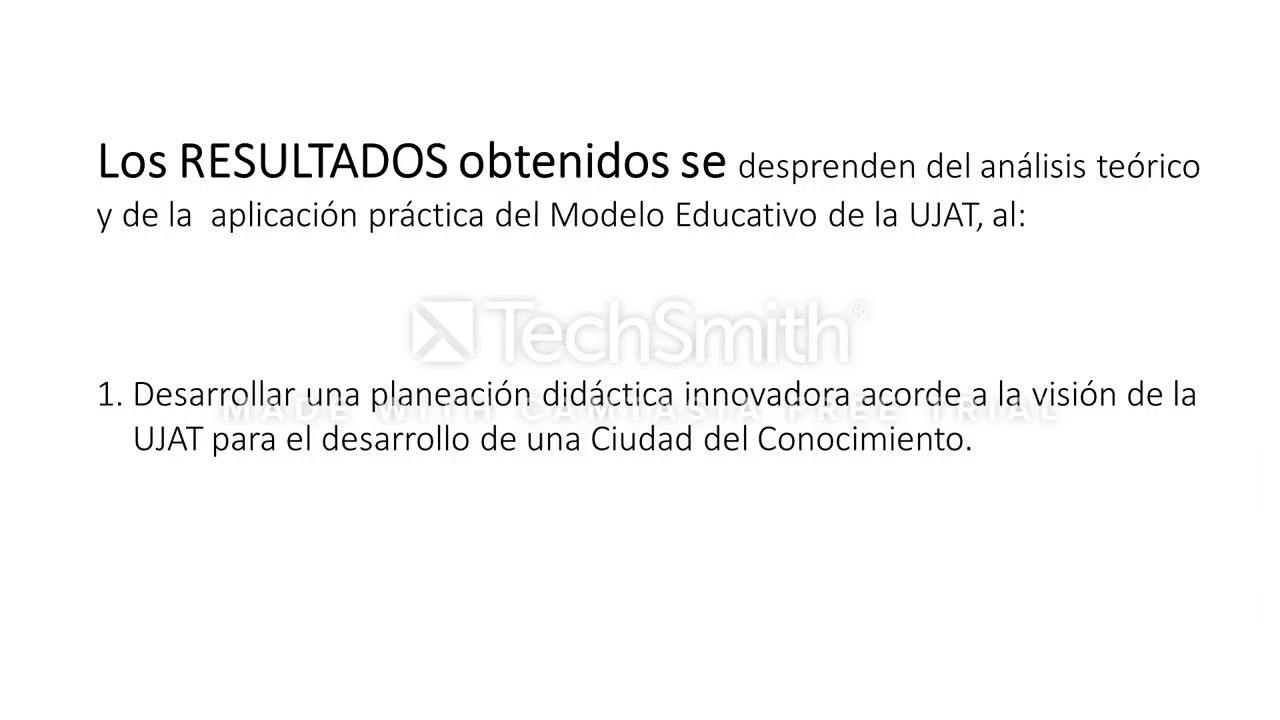 Los RESULTADOS obtenidos se desprenden del análisis teórico
y de la aplicación práctica del Modelo Educativo de la UJAT, al:
TechSmith®
1. Desarrollar una planeación didáctica innovadora acorde a la visión de la
MADE WITH CAMTASIA FREE TRIAL
UJAT para el desarrollo de una Ciudad del Conocimiento.